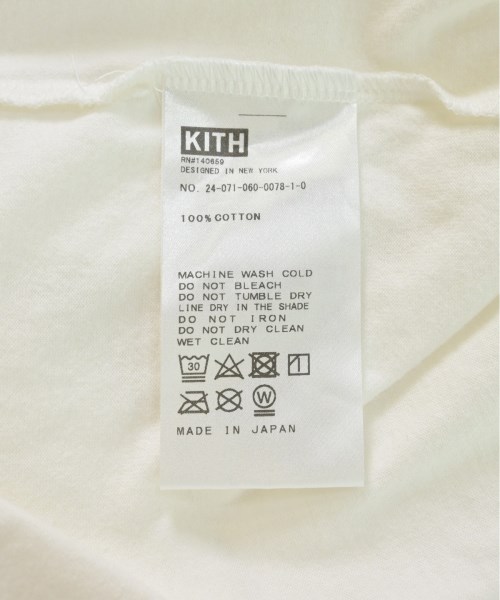 KITH
RN#140659
DESIGNED IN NEW YORK
NO. 24-071-060-0078-1-0
100% COTTON
MACHINE WASH COLD
DO NOT BLEACH
DO NOT TUMBLE DRY
LINE DRY IN THE SHADE
DO NOT IRON
DO NOT DRY CLEAN
WET CLEAN
30
W
MADE IN JAPAN